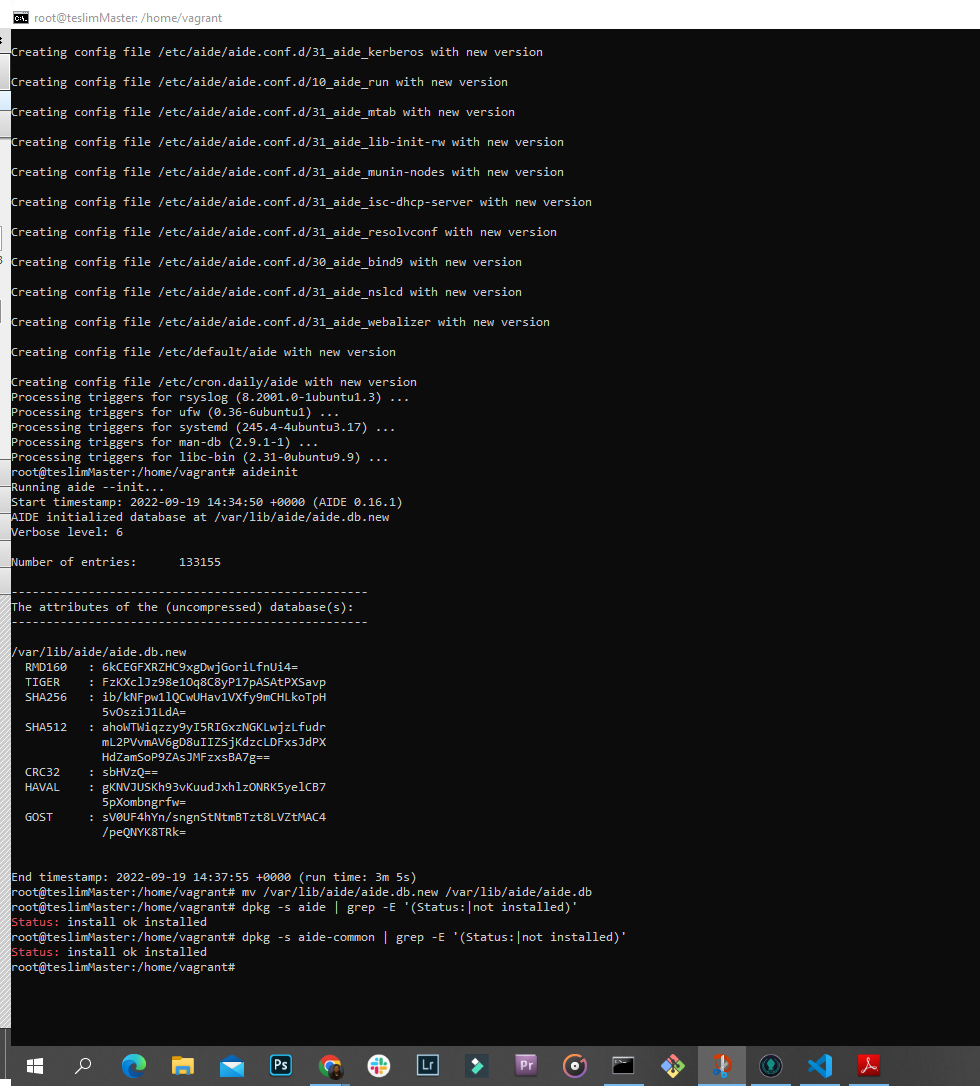 root@teslimMaster: /home/vagrant
Creating config file /etc/aide/aide.conf.d/31_aide_kerberos with new version
Creating config file /etc/aide/aide.conf.d/10_aide_run with new version
Creating config file /etc/aide/aide.conf.d/31_aide_mtab with new version
Creating config file /etc/aide/aide.conf.d/31_aide_lib-init-rw with new version
Creating config file /etc/aide/aide.conf.d/31_aide_munin-nodes with new version
Creating config file /etc/aide/aide.conf.d/31_aide_isc-dhcp-server with new version
Creating config file /etc/aide/aide.conf.d/31_aide_resolvconf with new version
Creating config file /etc/aide/aide.conf.d/30_aide_bind9 with new version
Creating config file /etc/aide/aide.conf.d/31_aide_nslcd with new version
Creating config file /etc/aide/aide.conf.d/31_aide_webalizer with new version
Creating config file /etc/default/aide with new version
Creating config file /etc/cron.daily/aide with new version
Processing triggers for rsyslog (8.2001.0-1ubuntu1.3) ...
Processing triggers for ufw (0.36-6ubuntu1) ...
Processing triggers for systemd (245.4-4ubuntu3.17) ...
Processing triggers for man-db (2.9.1-1) ...
Processing triggers for libc-bin (2.31-0ubuntu9.9) ...
root@teslimMaster:/home/vagrant# aideinit
Running aide --init...
Start timestamp: 2022-09-19 14:34:50 +0000 (AIDE 0.16.1)
AIDE initialized database at /var/lib/aide/aide.db.new
Verbose level: 6
Number of entries: 133155
---------------------------------------------------
The attributes of the (uncompressed) database(s):
---------------------------------------------------
/var/lib/aide/aide.db.new
RMD160 : 6kCEGFXRZHC9xgDwjGoriLfnUi4=
TIGER : FzKXclJz98e1Oq8C8yP17pASAtPXSavp
SHA256 : ib/kNFpw1lQCwUHav1VXfy9mCHLkoTpH
5vOsziJ1LdA=
SHA512 : ahoWTWiqzzy9yI5RIGxzNGKLwjzLfudr
mL2PVvmAV6gD8uIIZSjKdzcLDFxsJdPX
HdZamSoP9ZAsJMFzxsBA7g==
CRC32 : sbHVzQ==
HAVAL : gKNVJUSKh93vKuudJxhlzONRK5yelCB7
5pXombngrfw=
GOST : sV0UF4hYn/sngnStNtmBTzt8LVZtMAC4
/peQNYK8TRk=
End timestamp: 2022-09-19 14:37:55 +0000 (run time: 3m 5s)
root@teslimMaster:/home/vagrant# mv /var/lib/aide/aide.db.new /var/lib/aide/aide.db
root@teslimMaster:/home/vagrant# dpkg -s aide | grep -E '(Status:|not installed)'
Status: install ok installed
root@teslimMaster:/home/vagrant# dpkg -s aide-common | grep -E '(Status:|not installed)'
Status: install ok installed
root@teslimMaster:/home/vagrant#
Ps
Lr
Pr